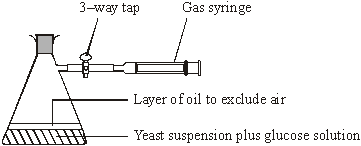 3–way tap
Gas syringe
Layer of oil to exclude air
Yeast suspension plus glucose solution